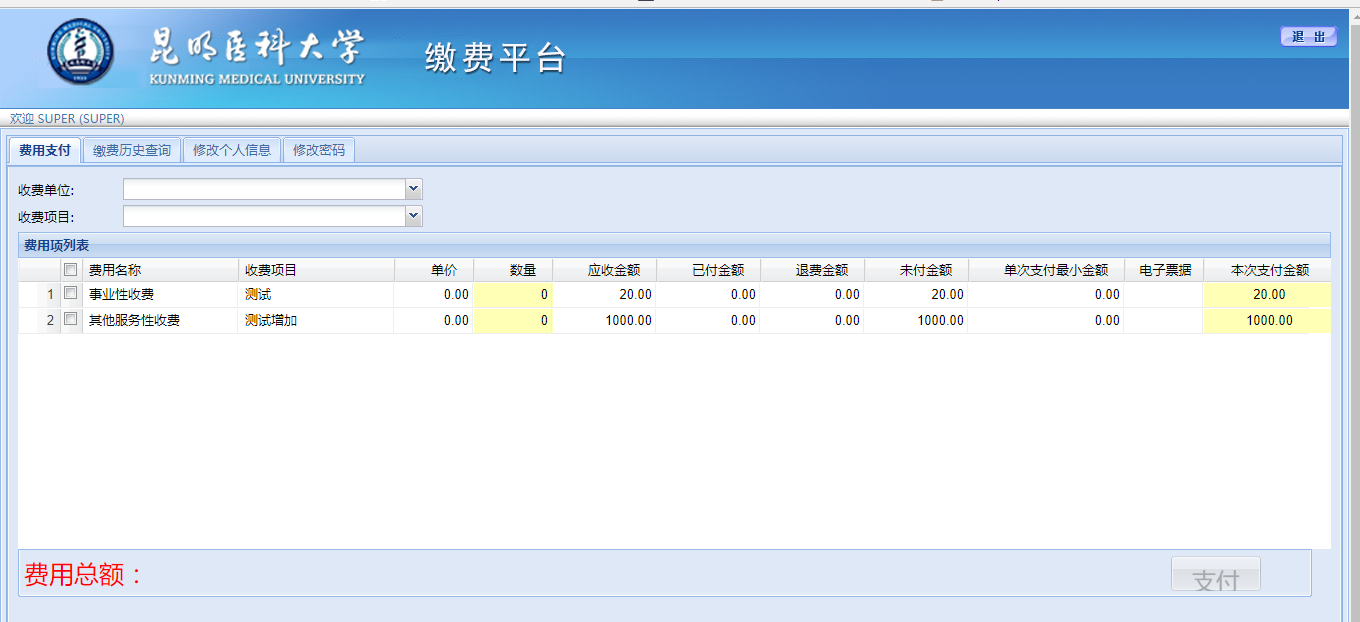 昆明医科大学
KUNMING MEDICAL UNIVERSITY
缴费平台
退 出
欢迎 SUPER (SUPER)
费用支付 缴费历史查询 修改个人信息 修改密码
收费单位:
收费项目:
费用项列表
费用名称 收费项目 单价 数量 应收金额 已付金额 退费金额 未付金额 单次支付最小金额 电子票据 本次支付金额
1 事业性收费 测试 0.00 0 20.00 0.00 0.00 20.00 0.00 20.00
2 其他服务性收费 测试增加 0.00 0 1000.00 0.00 0.00 1000.00 0.00 1000.00
费用总额：
支付